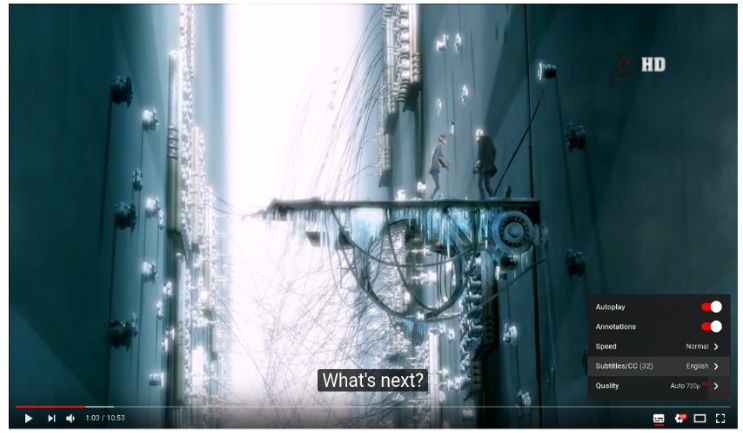 HD
Autoplay
Annotations
Speed Normal
Subtitles/CC (32) English
Quality Auto 720p
What's next?
1:03 / 10:53